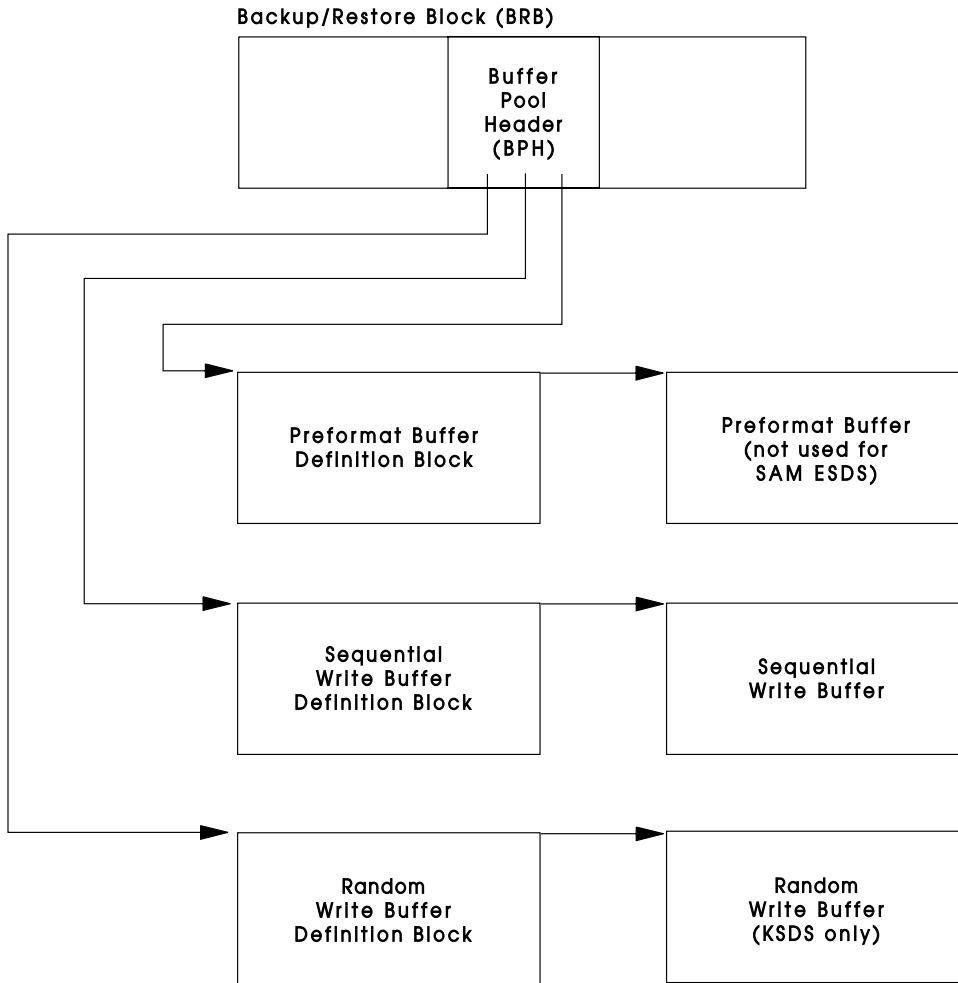 Backup/Restore Block (BRB)
Buffer
Pool
Header
(BPH)
Preformat Buffer
Definition Block
Preformat Buffer
(not used for
SAM ESDS)
Sequential
Write Buffer
Definition Block
Sequential
Write Buffer
Random
Write Buffer
Definition Block
Random
Write Buffer
(KSDS only)